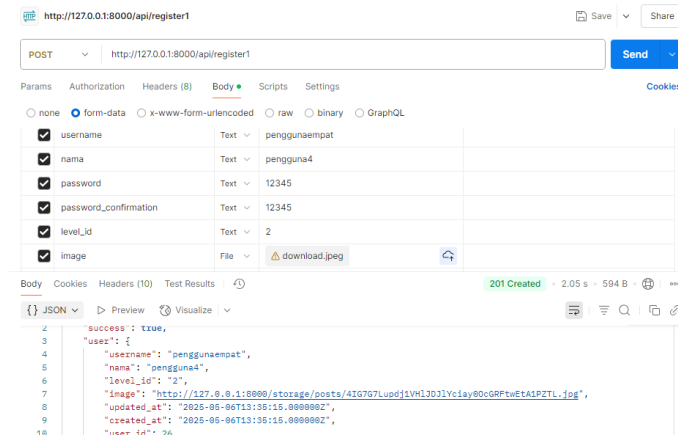 HTTP http://127.0.0.1:8000/api/register1 Save Share
POST http://127.0.0.1:8000/api/register1 Send
Params Authorization Headers (8) Body Scripts Settings Cookies
none form-data x-www-form-urlencoded raw binary GraphQL
username Text penggunaempat
nama Text pengguna4
password Text 12345
password_confirmation Text 12345
level_id Text 2
image File download.jpeg
Body Cookies Headers (10) Test Results 201 Created 2.05 s 594 B
{} JSON Preview Visualize
2 "success": true,
3 "user": {
4 "username": "penggunaempat",
5 "nama": "pengguna4",
6 "level_id": "2",
7 "image": "http://127.0.0.1:8000/storage/posts/4IG7G7Lupdj1VHlJDJlYciay0OcGRFtwEtA1PZTL.jpg",
8 "updated_at": "2025-05-06T13:35:15.000000Z",
9 "created_at": "2025-05-06T13:35:15.000000Z",
10 "user_id": 26